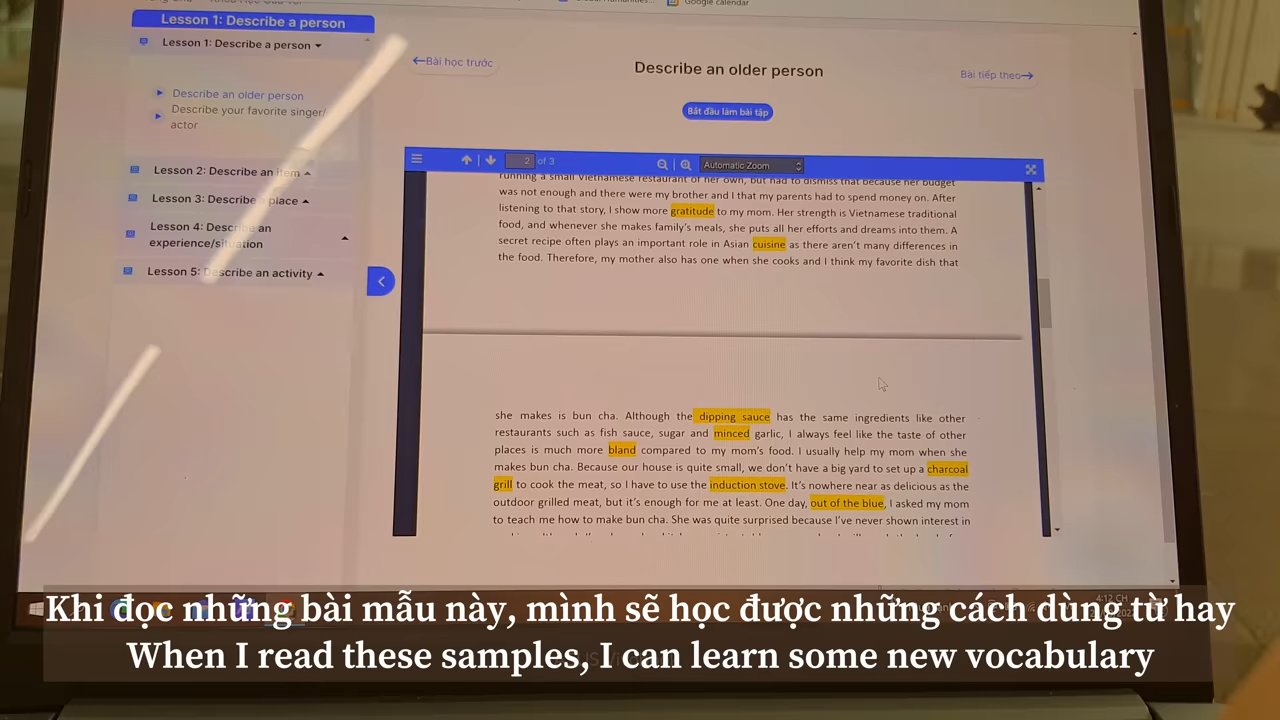 Google calendar
Lesson 1: Describe a person
Lesson 1: Describe a person
Describe an older person
Describe your favorite singer/
actor
Lesson 2: Describe an item
Lesson 3: Describe a place
Lesson 4: Describe an
experience/situation
Lesson 5: Describe an activity
←Bài học trước
Describe an older person
Bài tiếp theo→
Bắt đầu làm bài tập
2 of 3
Automatic Zoom
running a small Vietnamese restaurant of her own, but had to dismiss that because her budget
was not enough and there were my brother and I that my parents had to spend money on. After
listening to that story, I show more gratitude to my mom. Her strength is Vietnamese traditional
food, and whenever she makes family's meals, she puts all her efforts and dreams into them. A
secret recipe often plays an important role in Asian cuisine as there aren't many differences in
the food. Therefore, my mother also has one when she cooks and I think my favorite dish that
she makes is bun cha. Although the dipping sauce has the same ingredients like other
restaurants such as fish sauce, sugar and minced garlic, I always feel like the taste of other
places is much more bland compared to my mom's food. I usually help my mom when she
makes bun cha. Because our house is quite small, we don't have a big yard to set up a charcoal
grill to cook the meat, so I have to use the induction stove. It's nowhere near as delicious as the
outdoor grilled meat, but it's enough for me at least. One day, out of the blue, I asked my mom
to teach me how to make bun cha. She was quite surprised because I've never shown interest in
4:12 CH
Khi đọc những bài mẫu này, mình sẽ học được những cách dùng từ hay
When I read these samples, I can learn some new vocabulary